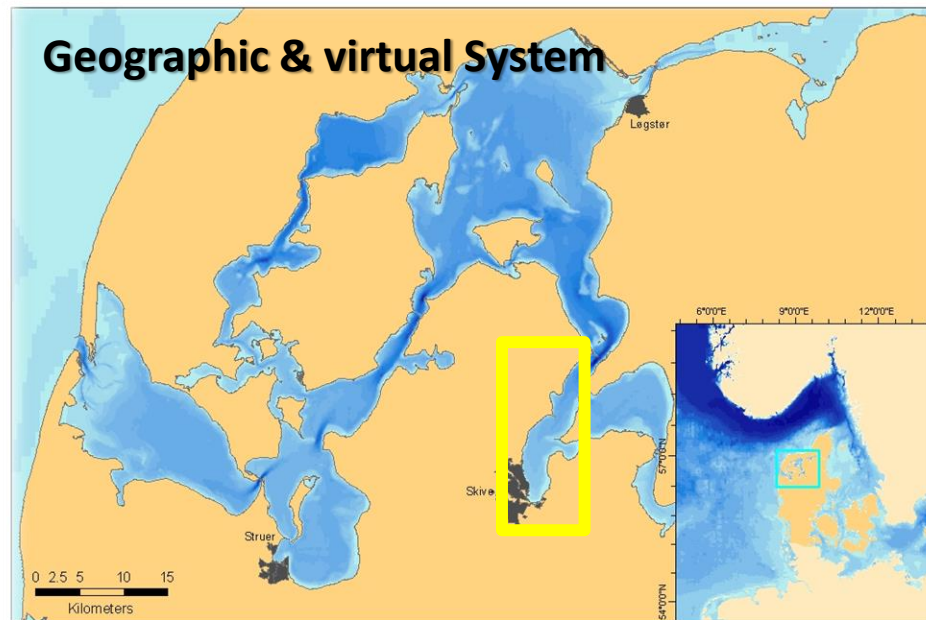 Geographic & virtual System
Løgstør
6°0'0"E 9°0'0"E 12°0'0"E
57°0'0"N
Skive
Struer
54°0'0"N
0 2.5 5 10 15
Kilometers